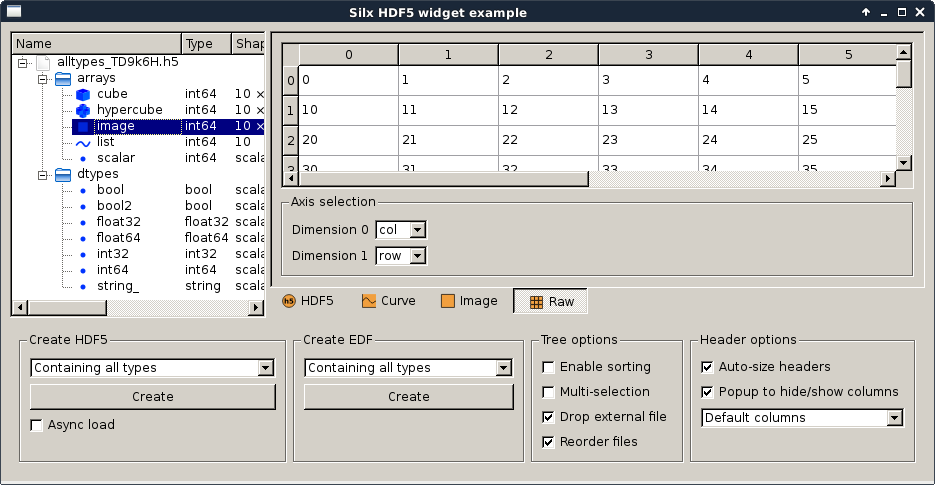 Silx HDF5 widget example
Name Type Shap
alltypes_TD9k6H.h5
arrays
cube int64 10 ×
hypercube int64 10 ×
image int64 10 ×
list int64 10
scalar int64 scala
dtypes
bool bool scala
bool2 bool scala
float32 float32 scala
float64 float64 scala
int32 int32 scala
int64 int64 scala
string_ string scala
0 1 2 3 4 5
0 0 1 2 3 4 5
1 10 11 12 13 14 15
2 20 21 22 23 24 25
3 30 31 32 33 34 35
Axis selection
Dimension 0 col
Dimension 1 row
h5 HDF5 Curve Image Raw
Create HDF5
Containing all types
Create
Async load
Create EDF
Containing all types
Create
Tree options
Enable sorting
Multi-selection
Drop external file
Reorder files
Header options
Auto-size headers
Popup to hide/show columns
Default columns